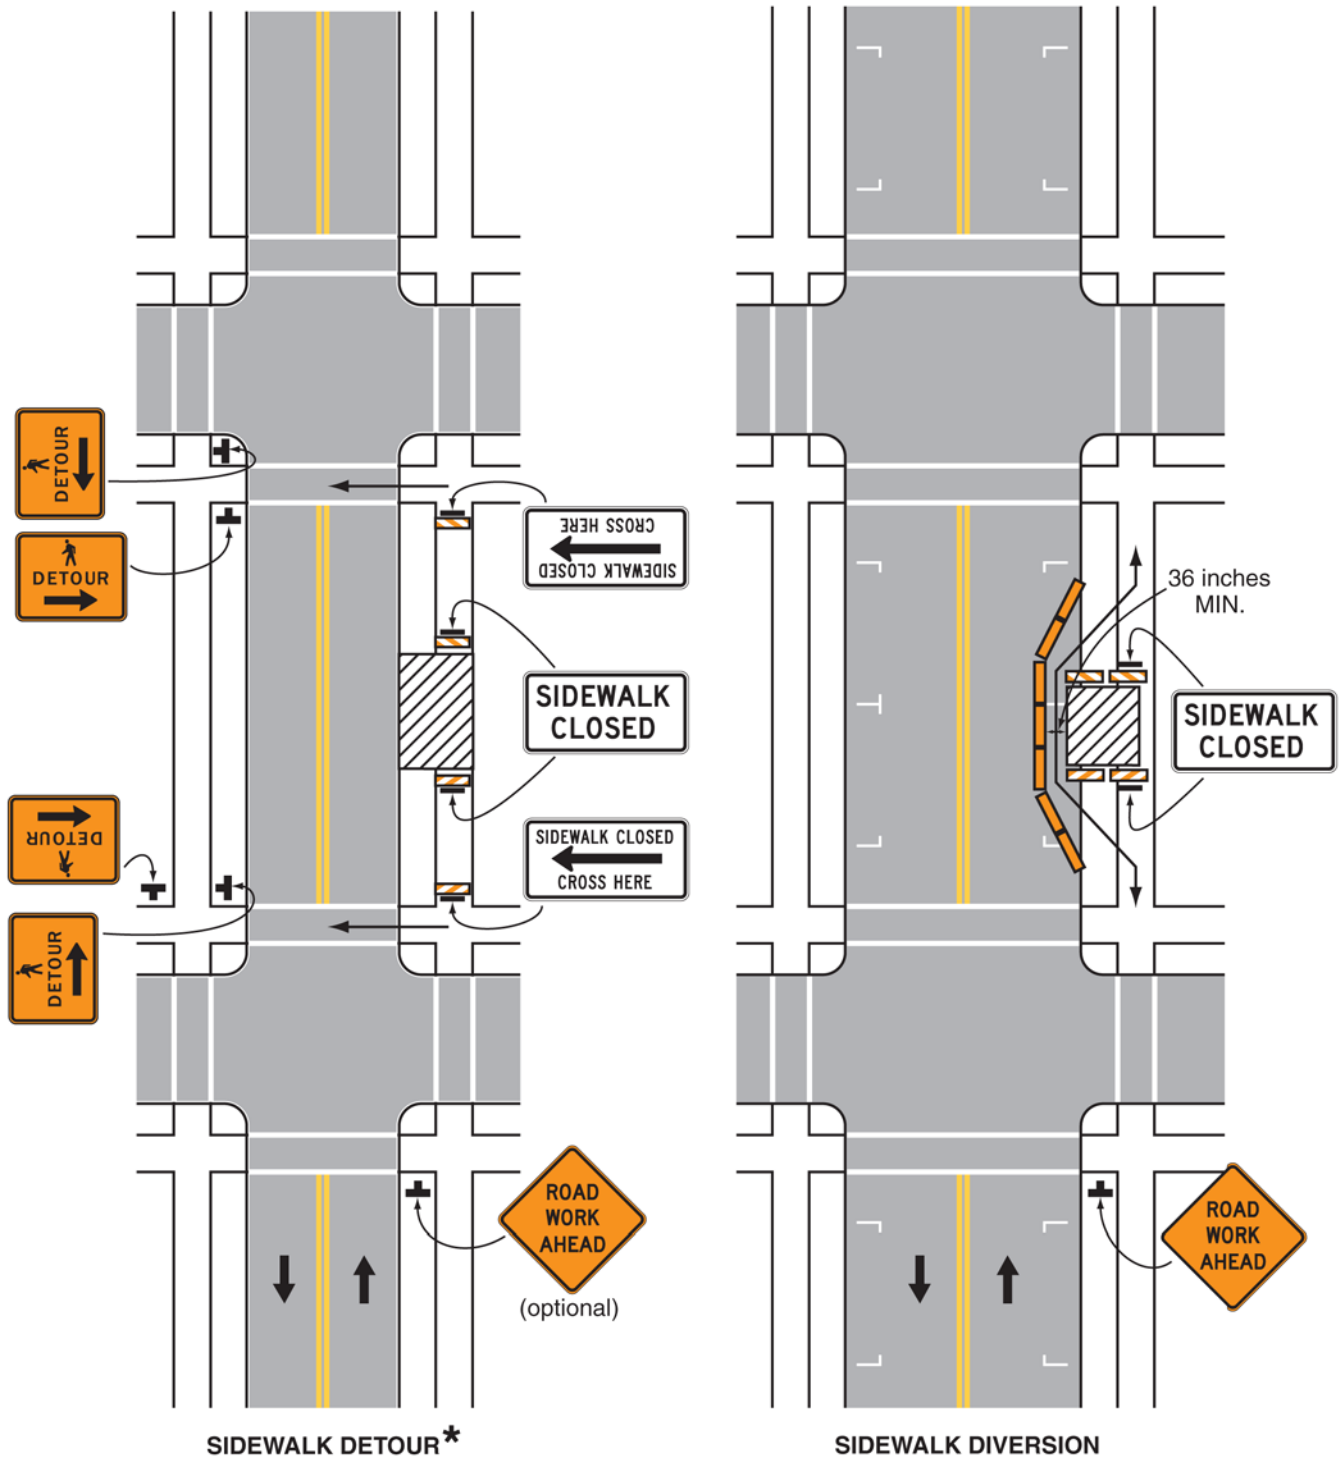 DETOUR
DETOUR
CROSS HERE
SIDEWALK CLOSED
36 inches
MIN.
SIDEWALK
CLOSED
SIDEWALK
CLOSED
DETOUR
SIDEWALK CLOSED
CROSS HERE
DETOUR
ROAD
WORK
AHEAD
(optional)
ROAD
WORK
AHEAD
SIDEWALK DETOUR*
SIDEWALK DIVERSION